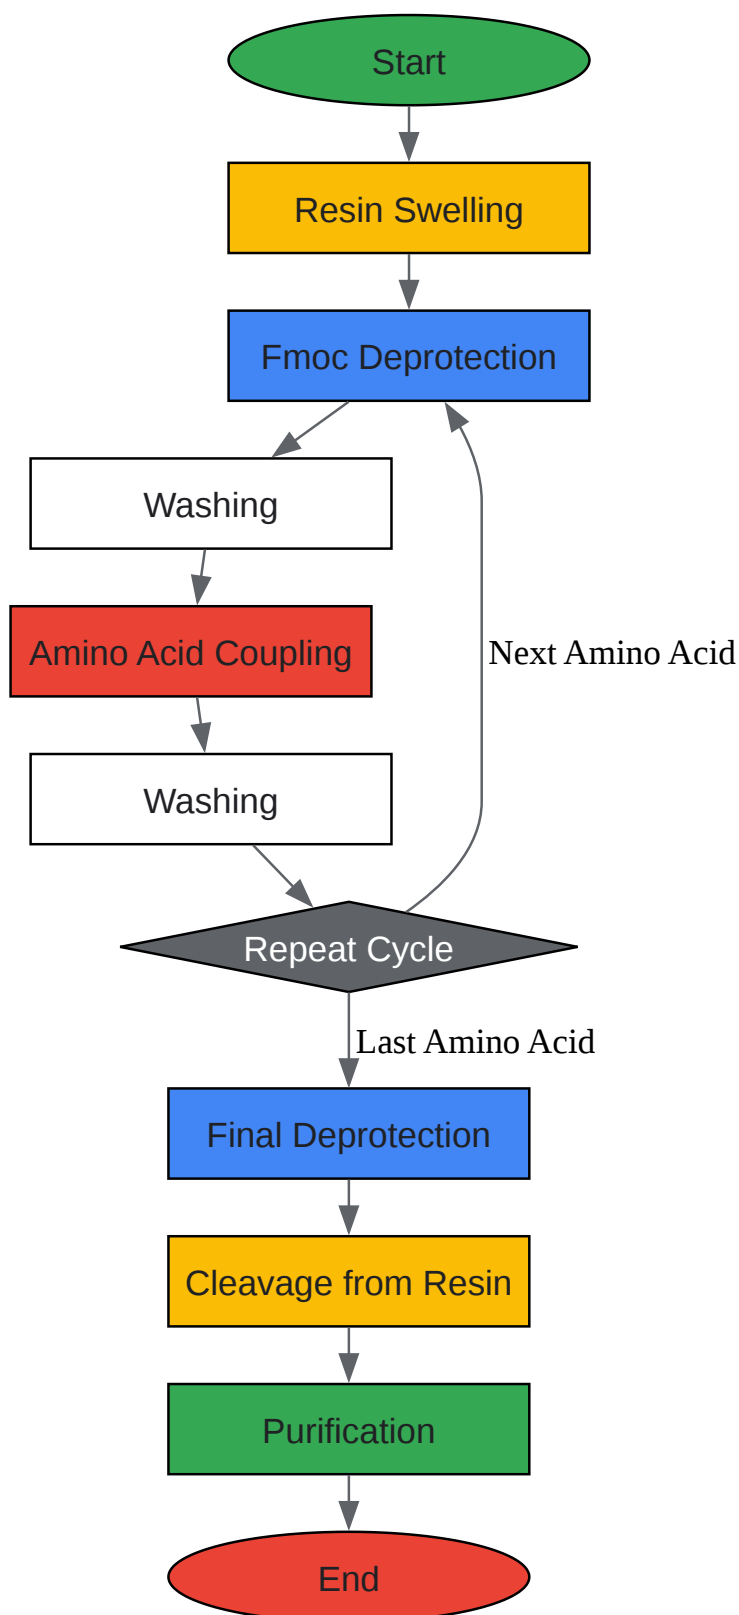 Start
Resin Swelling
Fmoc Deprotection
Washing
Amino Acid Coupling
Next Amino Acid
Washing
Repeat Cycle
Last Amino Acid
Final Deprotection
Cleavage from Resin
Purification
End